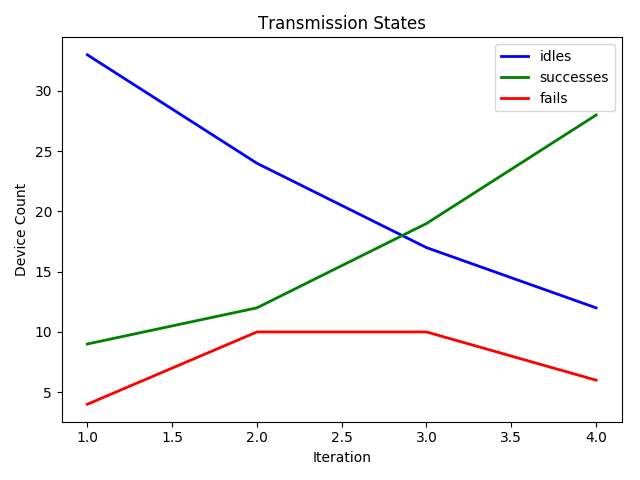 Transmission States
idles
successes
fails
Device Count
30
25
20
15
10
5
1.0 1.5 2.0 2.5 3.0 3.5 4.0
Iteration